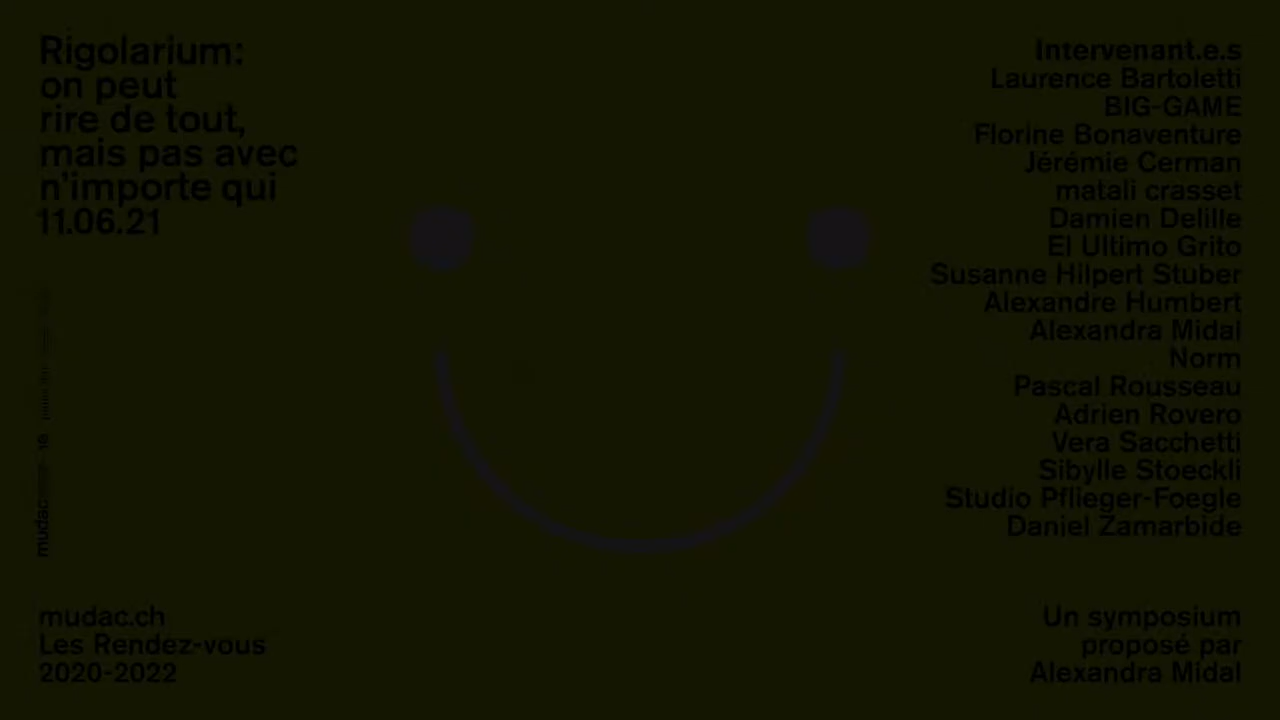 Rigolarium:
on peut
rire de tout,
mais pas avec
n'importe qui
11.06.21
mudac
mudac.ch
Les Rendez-vous
2020-2022
Intervenant.e.s
Laurence Bartoletti
BIG-GAME
Florine Bonaventure
Jérémie Cerman
matali crasset
Damien Delille
El Ultimo Grito
Susanne Hilpert Stuber
Alexandre Humbert
Alexandra Midal
Norm
Pascal Rousseau
Adrien Rovero
Vera Sacchetti
Sibylle Stoeckli
Studio Pflieger-Foegle
Daniel Zamarbide
Un symposium
proposé par
Alexandra Midal